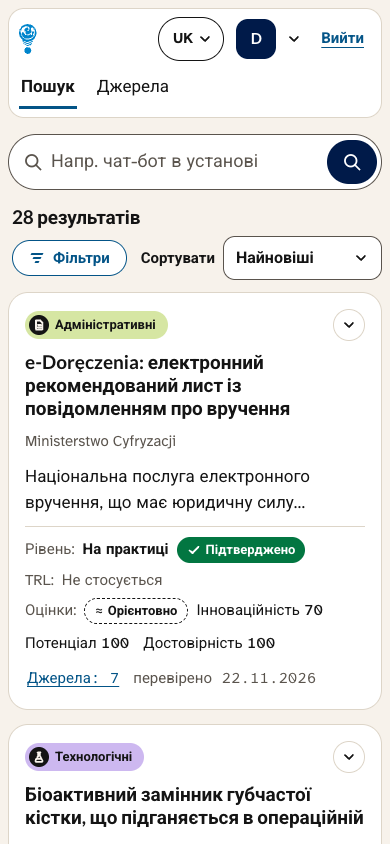 UK
D
Вийти
Пошук
Джерела
Напр. чат-бот в установі
28 результатів
Фільтри
Сортувати
Найновіші
Адміністративні
e-Doręczenia: електронний
рекомендований лист із
повідомленням про вручення
Ministerstwo Cyfryzacji
Національна послуга електронного
вручення, що має юридичну силу…
Рівень: На практиці Підтверджено
TRL: Не стосується
Оцінки: ≈ Орієнтовно Інноваційність 70
Потенціал 100 Достовірність 100
Джерела: 7 перевірено 22.11.2026
Технологічні
Біоактивний замінник губчастої
кістки, що підганяється в операційній